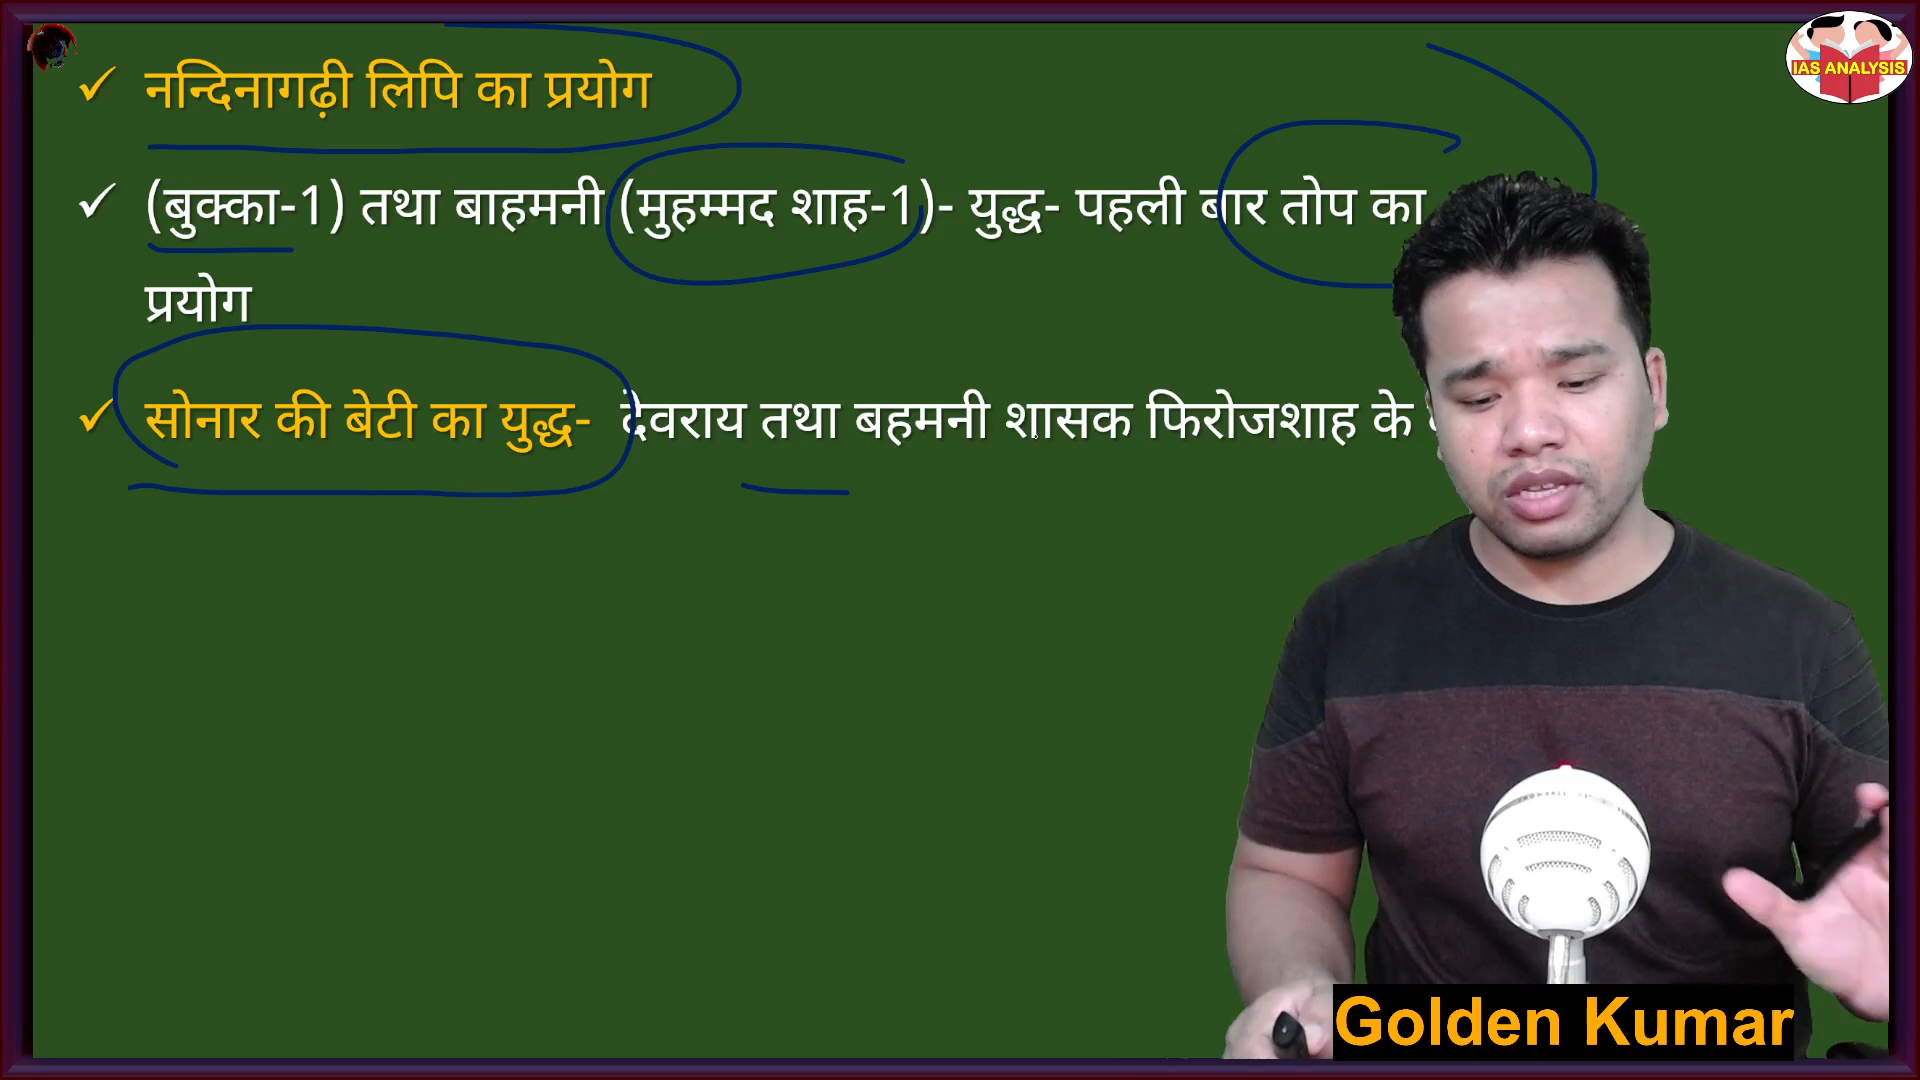 IAS ANALYSIS
✓ नन्दिनागढ़ी लिपि का प्रयोग
✓ (बुक्का-1) तथा बाहमनी (मुहम्मद शाह-1)- युद्ध- पहली बार तोप का
प्रयोग
✓ सोनार की बेटी का युद्ध- देवराय तथा बहमनी शासक फिरोजशाह के
Golden Kumar